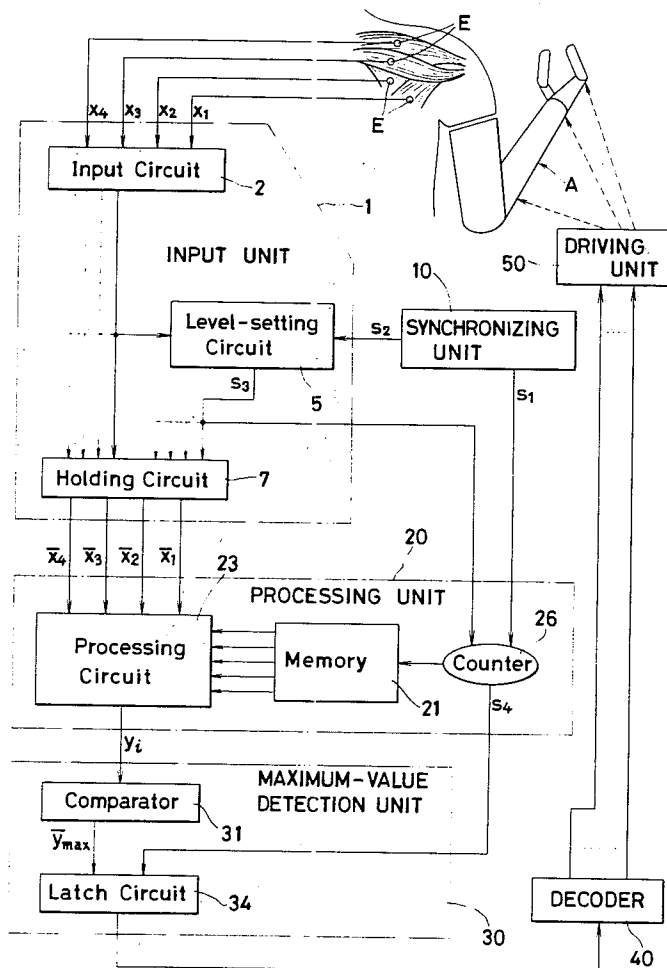 E
x₄ x₃ x₂ x₁
E
Input Circuit
2
1
A
INPUT UNIT
50
DRIVING
UNIT
10
Level-setting
Circuit
s₂
SYNCHRONIZING
UNIT
s₃
5
s₁
Holding Circuit
7
x̅₄ x̅₃ x̅₂ x̅₁
20
23
PROCESSING UNIT
26
Processing
Circuit
Memory
Counter
21
s₄
yᵢ
MAXIMUM-VALUE
DETECTION UNIT
Comparator
31
y̅max
Latch Circuit
34
DECODER
30
40